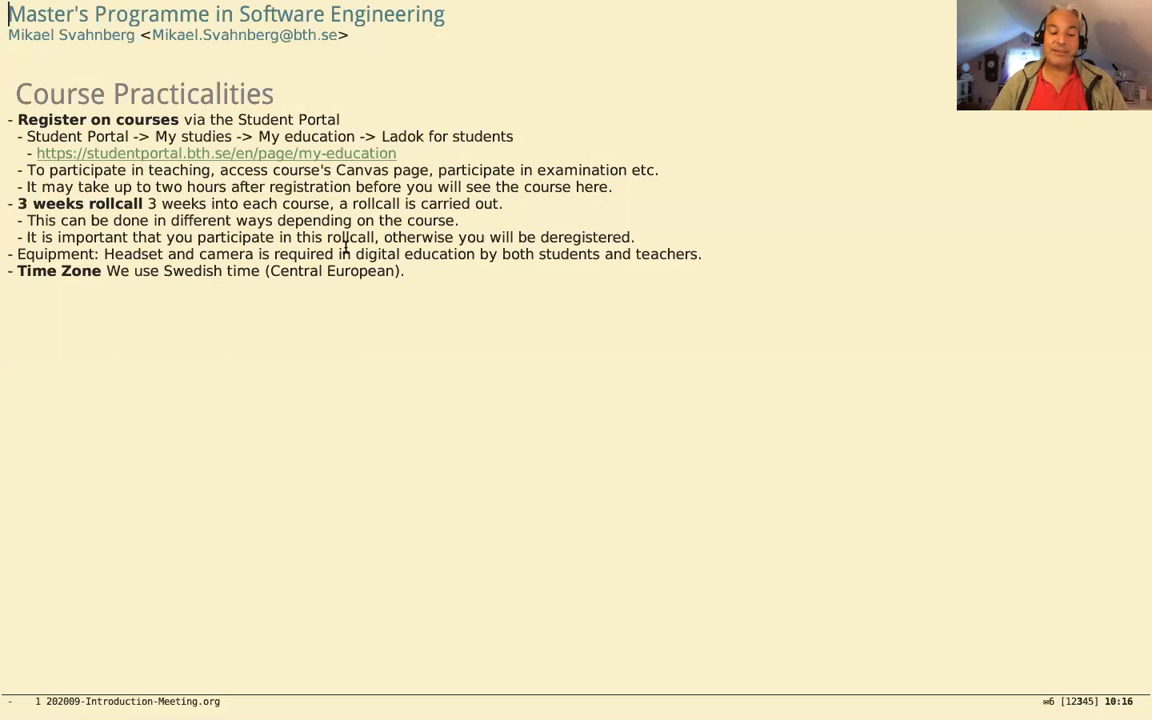 Master's Programme in Software Engineering
Mikael Svahnberg <Mikael.Svahnberg@bth.se>
Course Practicalities
- Register on courses via the Student Portal
- Student Portal -> My studies -> My education -> Ladok for students
- https://studentportal.bth.se/en/page/my-education
- To participate in teaching, access course's Canvas page, participate in examination etc.
- It may take up to two hours after registration before you will see the course here.
- 3 weeks rollcall 3 weeks into each course, a rollcall is carried out.
- This can be done in different ways depending on the course.
- It is important that you participate in this rollcall, otherwise you will be deregistered.
- Equipment: Headset and camera is required in digital education by both students and teachers.
- Time Zone We use Swedish time (Central European).
- 1 202009-Introduction-Meeting.org ✉6 [12345] 10:16